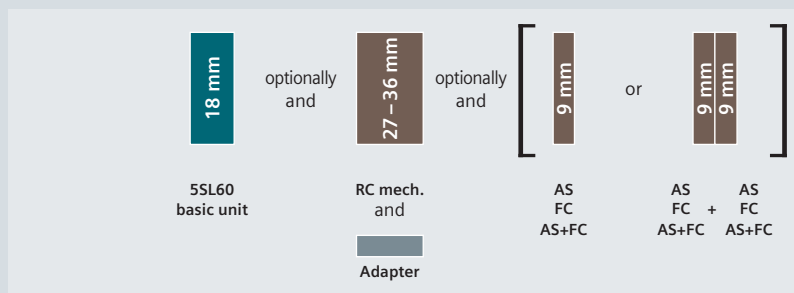 18 mm
optionally
and
27 – 36 mm
optionally
and
9 mm
or
9 mm
9 mm
5SL60
basic unit
RC mech.
and
Adapter
AS
FC
AS+FC
AS AS
FC + FC
AS+FC AS+FC